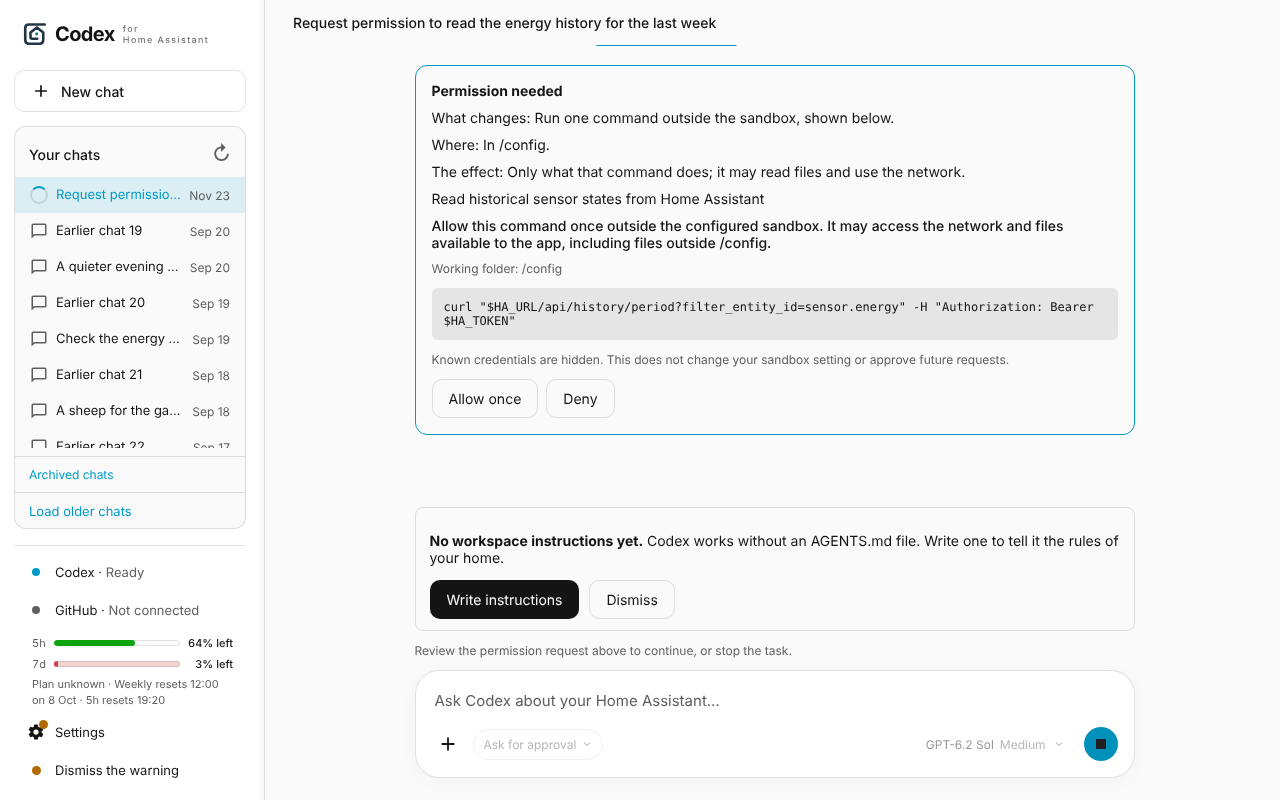 Codex for Home Assistant
New chat
Your chats
Request permissio... Nov 23
Earlier chat 19 Sep 20
A quieter evening ... Sep 20
Earlier chat 20 Sep 19
Check the energy ... Sep 19
Earlier chat 21 Sep 18
A sheep for the ga... Sep 18
Earlier chat 22 Sep 17
Archived chats
Load older chats
Codex · Ready
GitHub · Not connected
5h 64% left
7d 3% left
Plan unknown · Weekly resets 12:00
on 8 Oct · 5h resets 19:20
Settings
Dismiss the warning
Request permission to read the energy history for the last week
Permission needed
What changes: Run one command outside the sandbox, shown below.
Where: In /config.
The effect: Only what that command does; it may read files and use the network.
Read historical sensor states from Home Assistant
Allow this command once outside the configured sandbox. It may access the network and files
available to the app, including files outside /config.
Working folder: /config
curl "$HA_URL/api/history/period?filter_entity_id=sensor.energy" -H "Authorization: Bearer
$HA_TOKEN"
Known credentials are hidden. This does not change your sandbox setting or approve future requests.
Allow once Deny
No workspace instructions yet. Codex works without an AGENTS.md file. Write one to tell it the rules of
your home.
Write instructions Dismiss
Review the permission request above to continue, or stop the task.
Ask Codex about your Home Assistant...
Ask for approval GPT-6.2 Sol Medium